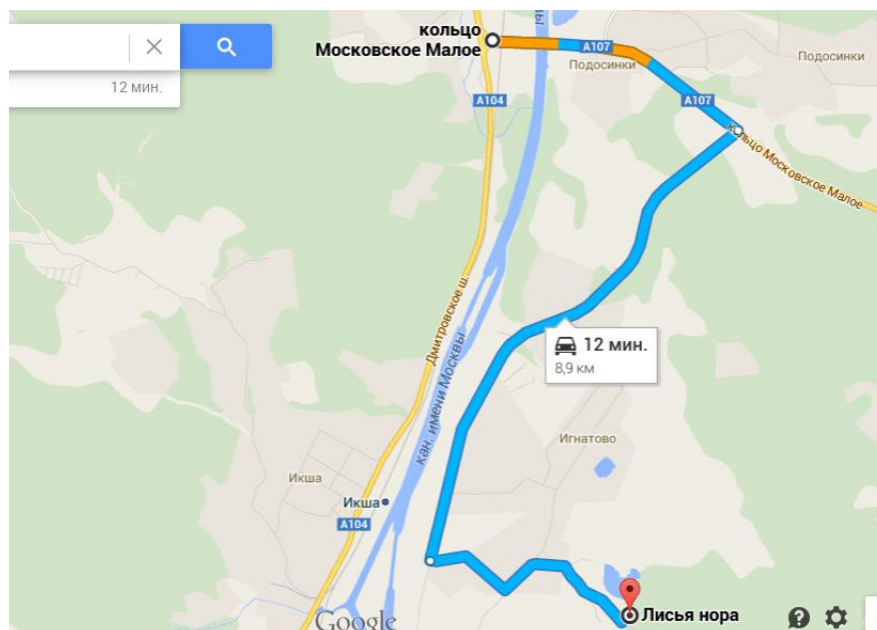 12 мин.
кольцо
Московское Малое
A107
Подосинки
Подосинки
A104
A107
кольцо Московское Малое
Дмитровское ш.
кан. имени Москвы
12 мин.
8,9 км
Игнатово
Икша
Икша
A104
Лисья нора
Google